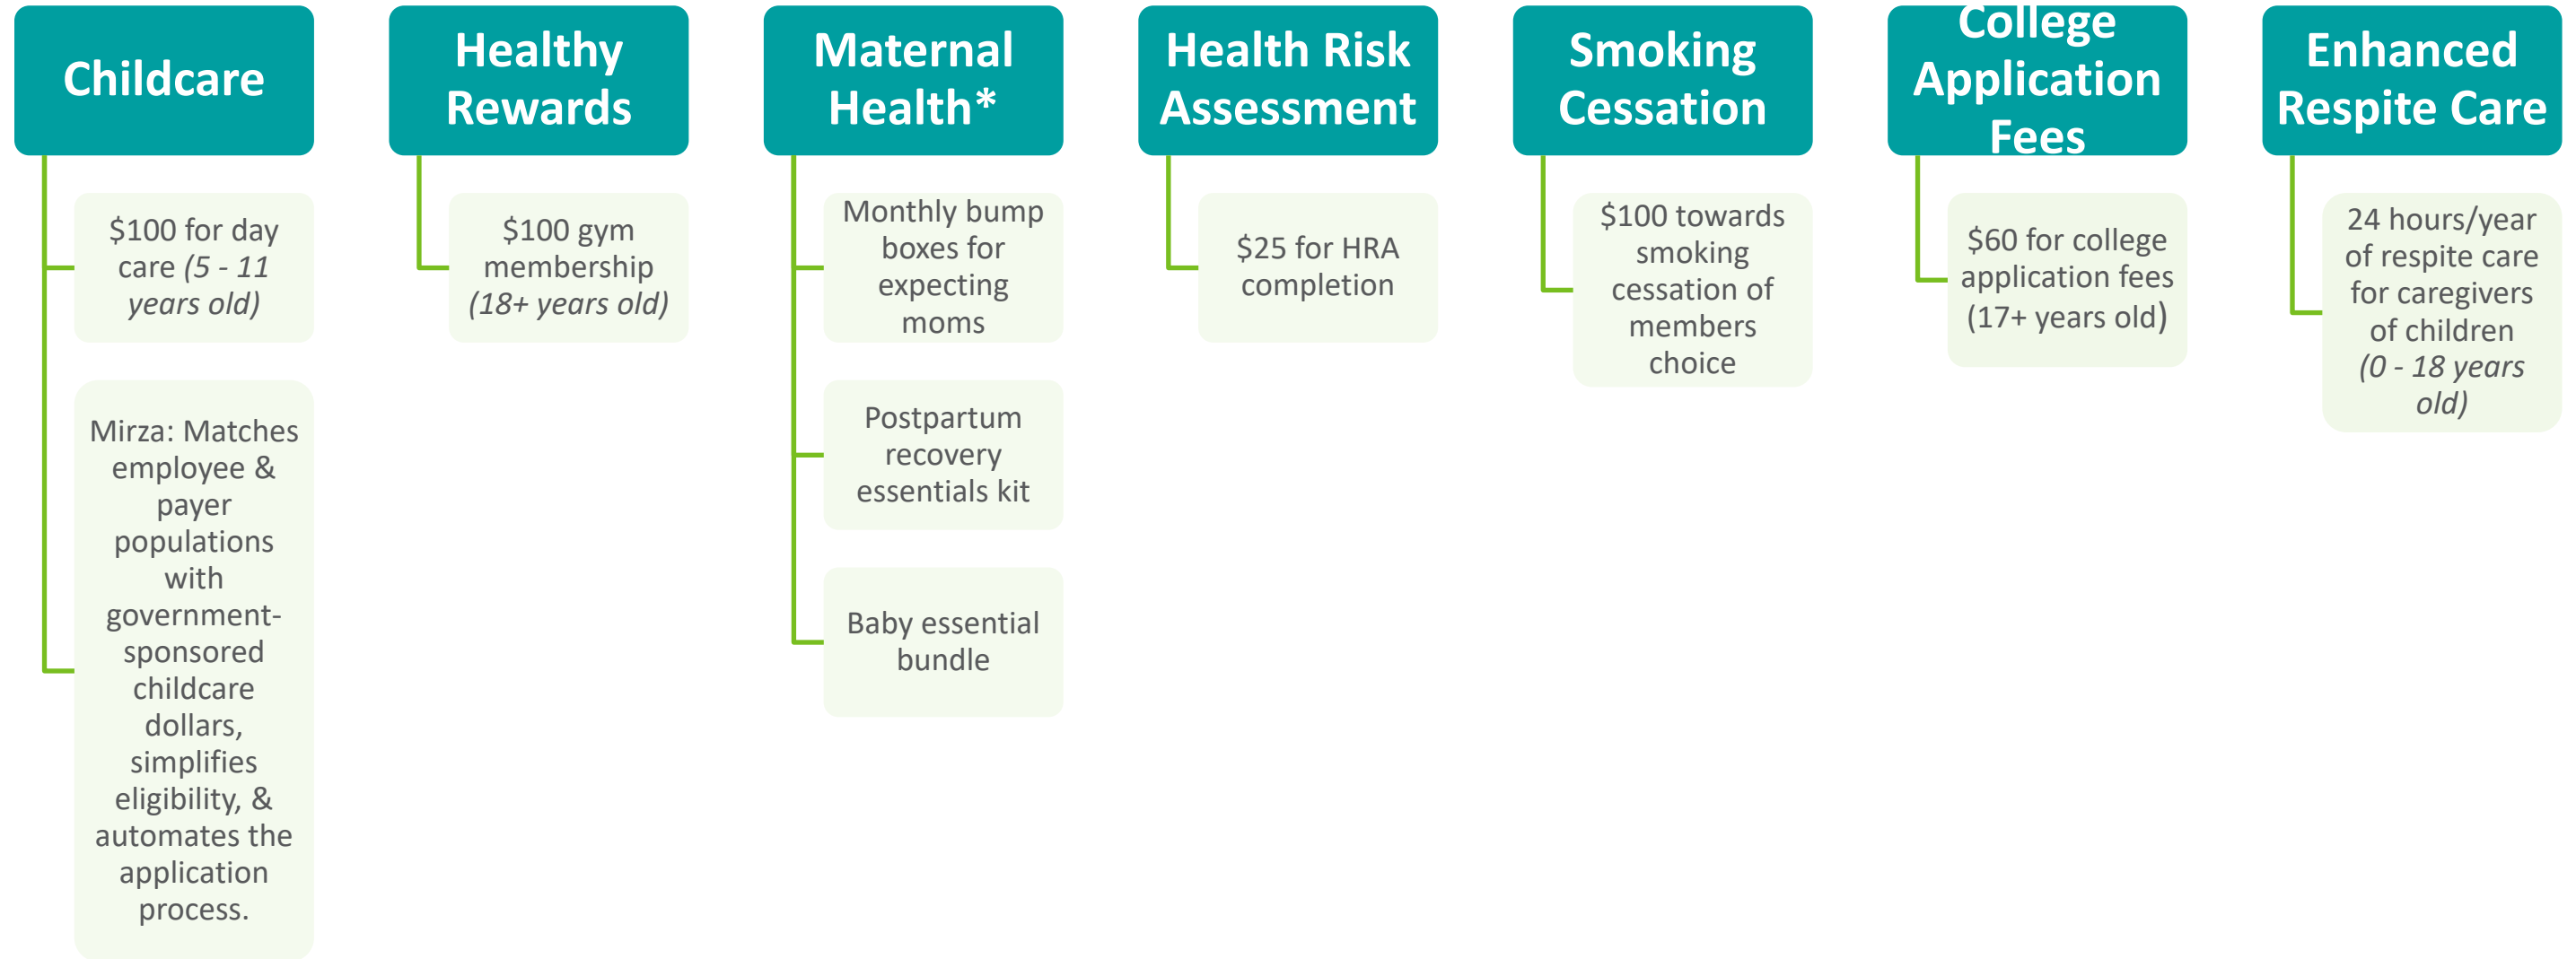 Childcare
$100 for day
care (5 - 11
years old)
Mirza: Matches
employee &
payer
populations
with
government-
sponsored
childcare
dollars,
simplifies
eligibility, &
automates the
application
process.
Healthy
Rewards
$100 gym
membership
(18+ years old)
Maternal
Health*
Monthly bump
boxes for
expecting
moms
Postpartum
recovery
essentials kit
Baby essential
bundle
Health Risk
Assessment
$25 for HRA
completion
Smoking
Cessation
$100 towards
smoking
cessation of
members
choice
College
Application
Fees
$60 for college
application fees
(17+ years old)
Enhanced
Respite Care
24 hours/year
of respite care
for caregivers
of children
(0 - 18 years
old)